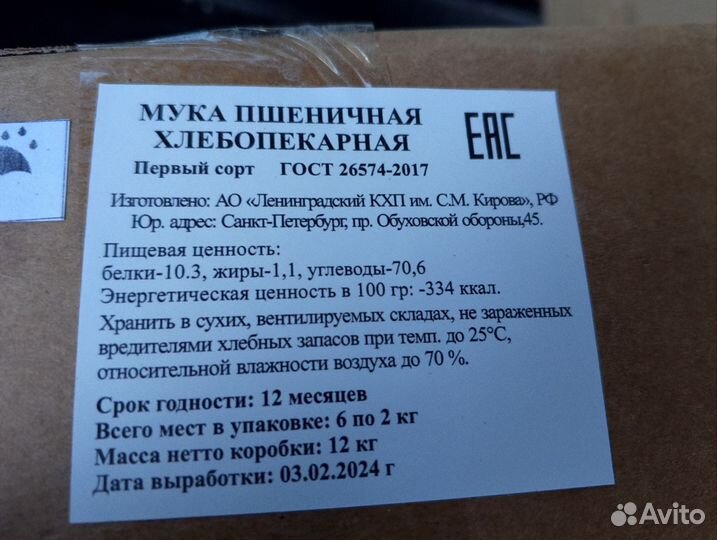 МУКА ПШЕНИЧНАЯ
ХЛЕБОПЕКАРНАЯ
Первый сорт ГОСТ 26574-2017
EAC
Изготовлено: АО «Ленинградский КХП им. С.М. Кирова», РФ
Юр. адрес: Санкт-Петербург, пр. Обуховской обороны,45.
Пищевая ценность:
белки-10.3, жиры-1,1, углеводы-70,6
Энергетическая ценность в 100 гр: -334 ккал.
Хранить в сухих, вентилируемых складах, не зараженных
вредителями хлебных запасов при темп. до 25°С,
относительной влажности воздуха до 70 %.
Срок годности: 12 месяцев
Всего мест в упаковке: 6 по 2 кг
Масса нетто коробки: 12 кг
Дата выработки: 03.02.2024 г
Avito